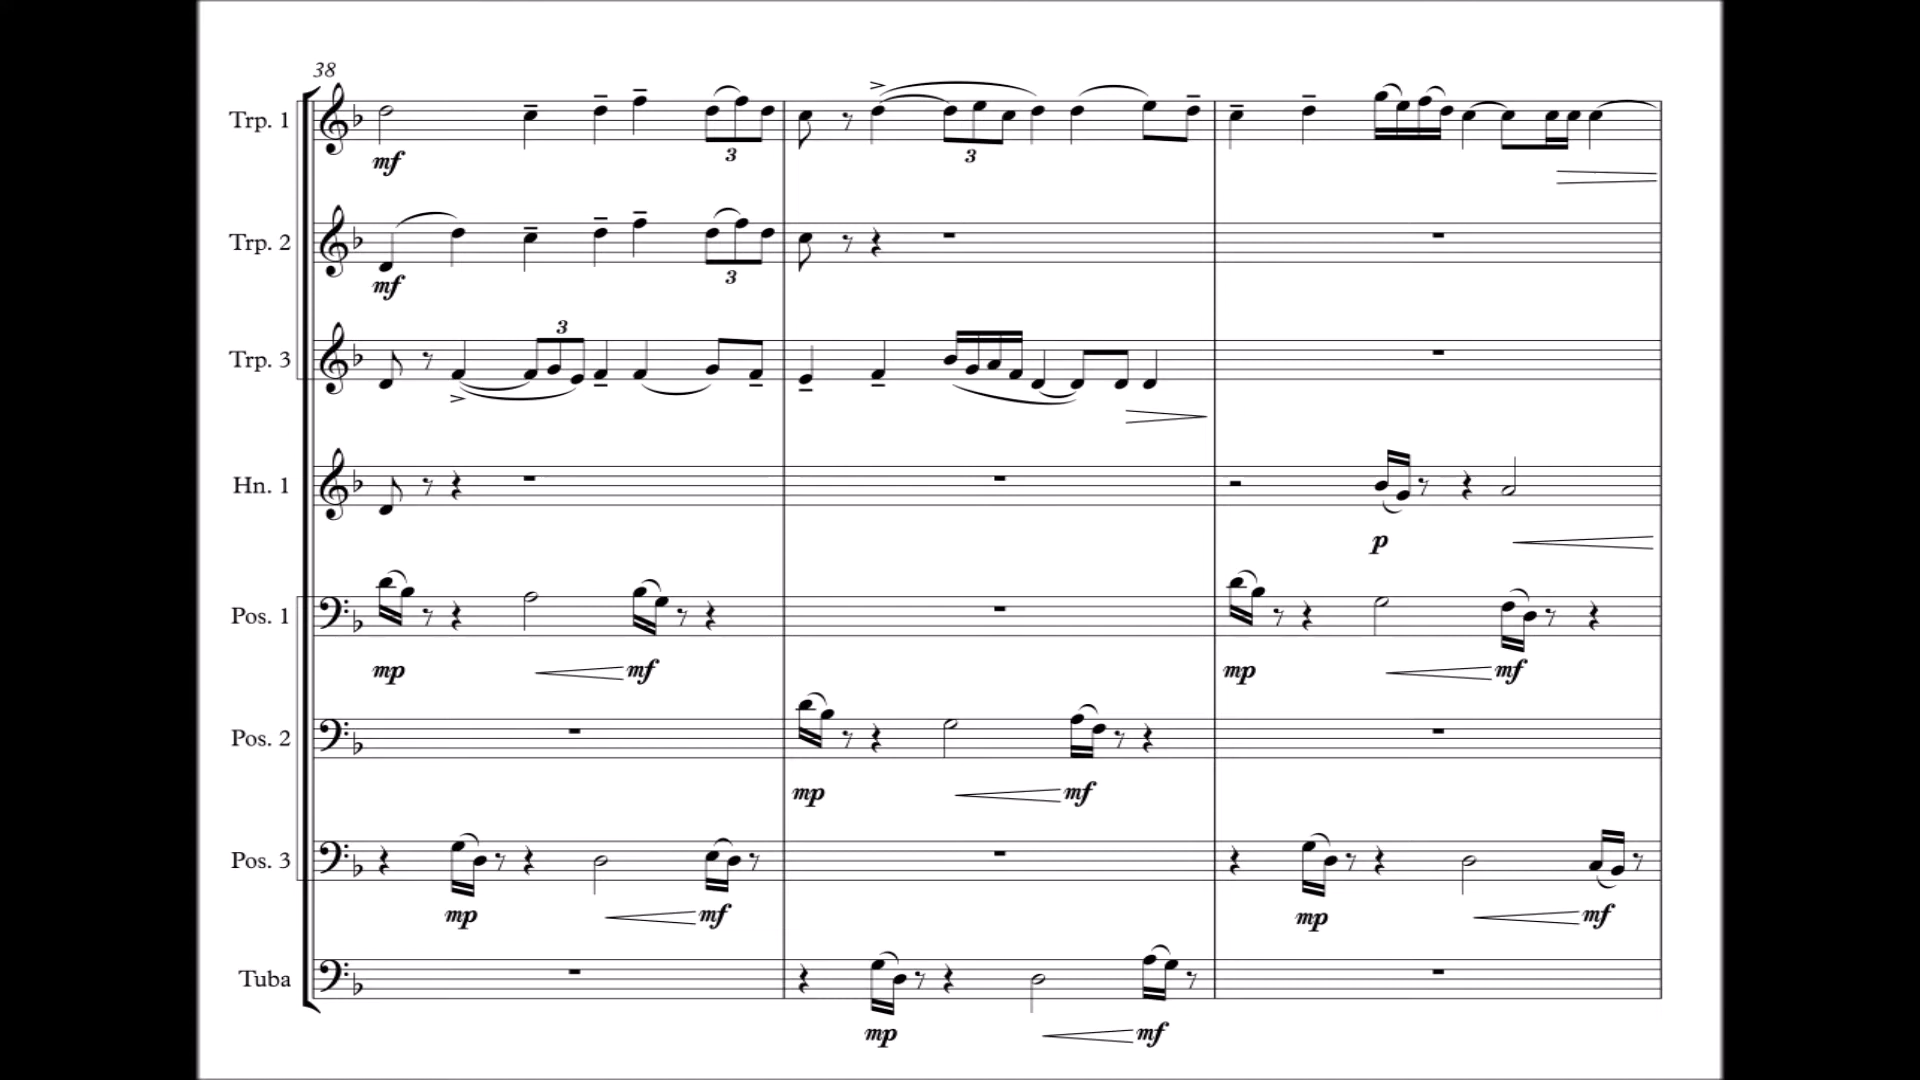 38
Trp. 1
mf
3
3
Trp. 2
mf
3
Trp. 3
3
Hn. 1
p
Pos. 1
mp mf mp mf
Pos. 2
mp mf
Pos. 3
mp mf mp mf
Tuba
mp mf